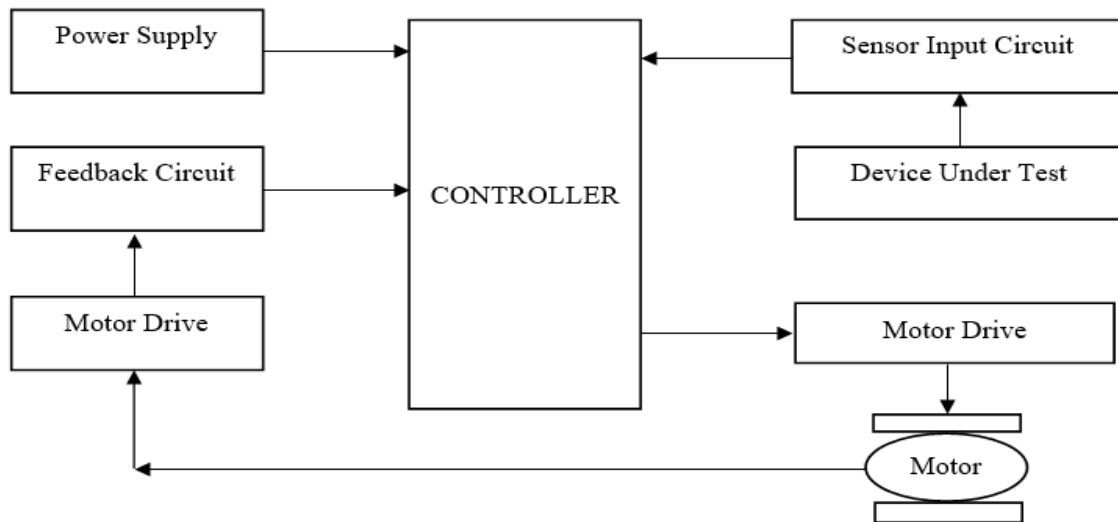 Power Supply
Sensor Input Circuit
Feedback Circuit
CONTROLLER
Device Under Test
Motor Drive
Motor Drive
Motor